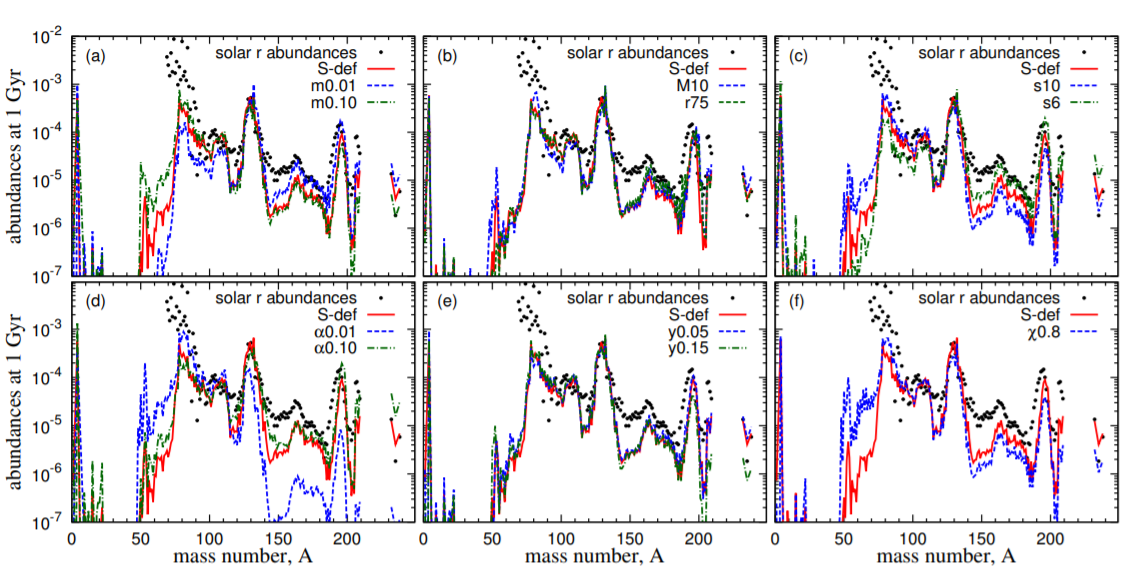 (a)
solar r abundances
S-def
m0.01
m0.10
(b)
solar r abundances
S-def
M10
r75
(c)
solar r abundances
S-def
s10
s6
10⁻²
10⁻³
10⁻⁴
10⁻⁵
10⁻⁶
10⁻⁷
abundances at 1 Gyr
(d)
solar r abundances
S-def
α0.01
α0.10
(e)
solar r abundances
S-def
y0.05
y0.15
(f)
solar r abundances
S-def
χ0.8
10⁻³
10⁻⁴
10⁻⁵
10⁻⁶
10⁻⁷
abundances at 1 Gyr
0 50 100 150 200
0 50 100 150 200
0 50 100 150 200
mass number, A
mass number, A
mass number, A